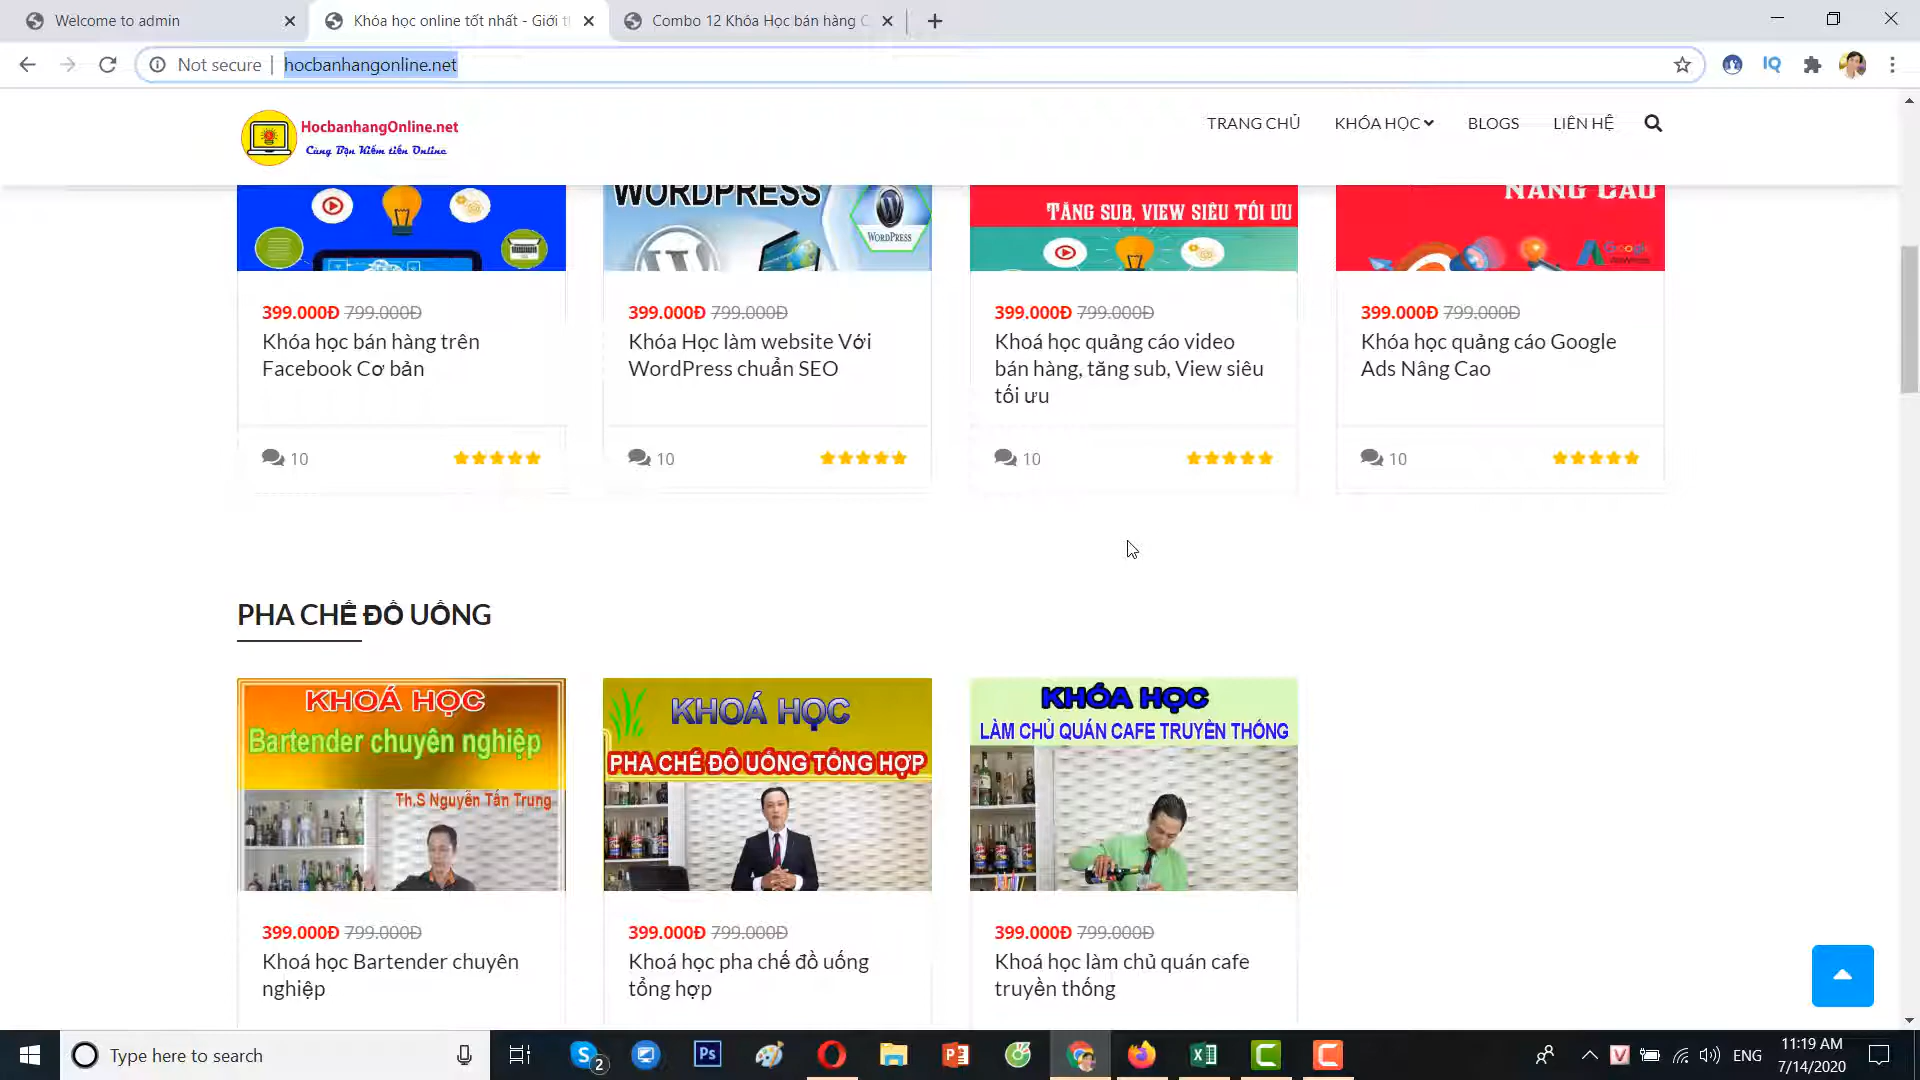 Welcome to admin
Khóa học online tốt nhất - Giới t
Combo 12 Khóa Học bán hàng C
Not secure
hocbanhangonline.net
HocbanhangOnline.net
Cùng Bạn Kiếm tiền Online
TRANG CHỦ
KHÓA HỌC
BLOGS
LIÊN HỆ
WORDPRESS
WORDPRESS
TĂNG SUB, VIEW SIÊU TỐI ƯU
NÂNG CAO
Google
399.000Đ 799.000Đ
Khóa học bán hàng trên
Facebook Cơ bản
10
399.000Đ 799.000Đ
Khóa Học làm website Với
WordPress chuẩn SEO
10
399.000Đ 799.000Đ
Khoá học quảng cáo video
bán hàng, tăng sub, View siêu
tối ưu
10
399.000Đ 799.000Đ
Khóa học quảng cáo Google
Ads Nâng Cao
10
PHA CHẾ ĐỒ UỐNG
KHOÁ HỌC
Bartender chuyên nghiệp
Th.S Nguyễn Tấn Trung
KHOÁ HỌC
PHA CHẾ ĐỒ UỐNG TỔNG HỢP
KHÓA HỌC
LÀM CHỦ QUÁN CAFE TRUYỀN THỐNG
399.000Đ 799.000Đ
Khoá học Bartender chuyên
nghiệp
399.000Đ 799.000Đ
Khoá học pha chế đồ uống
tổng hợp
399.000Đ 799.000Đ
Khoá học làm chủ quán cafe
truyền thống
Type here to search
2
Ps
ENG
11:19 AM
7/14/2020